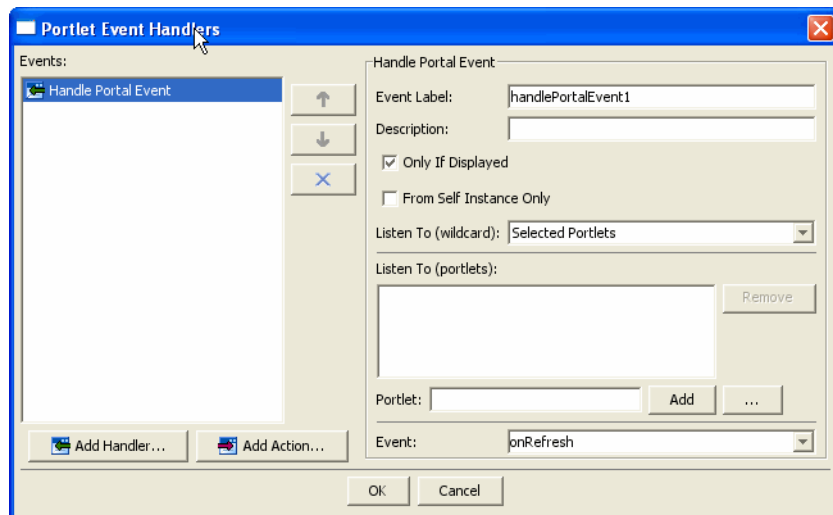 Portlet Event Handlers
Events:
Handle Portal Event
Add Handler...
Add Action...
Handle Portal Event
Event Label: handlePortalEvent1
Description:
Only If Displayed
From Self Instance Only
Listen To (wildcard): Selected Portlets
Listen To (portlets):
Remove
Portlet: Add ...
Event: onRefresh
OK Cancel